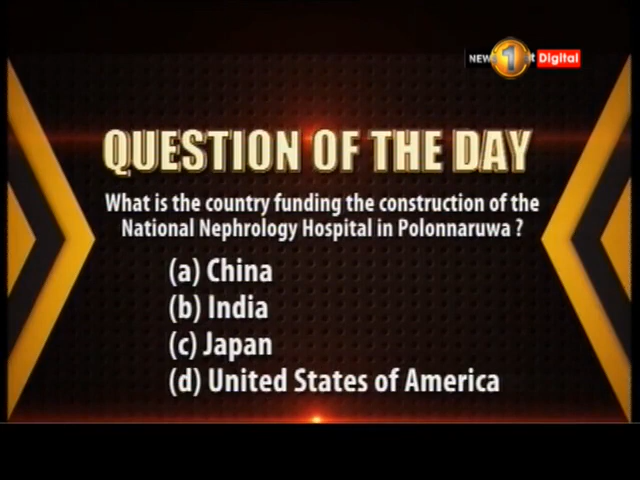 NEWS 1st Digital
QUESTION OF THE DAY
What is the country funding the construction of the
National Nephrology Hospital in Polonnaruwa ?
(a) China
(b) India
(c) Japan
(d) United States of America